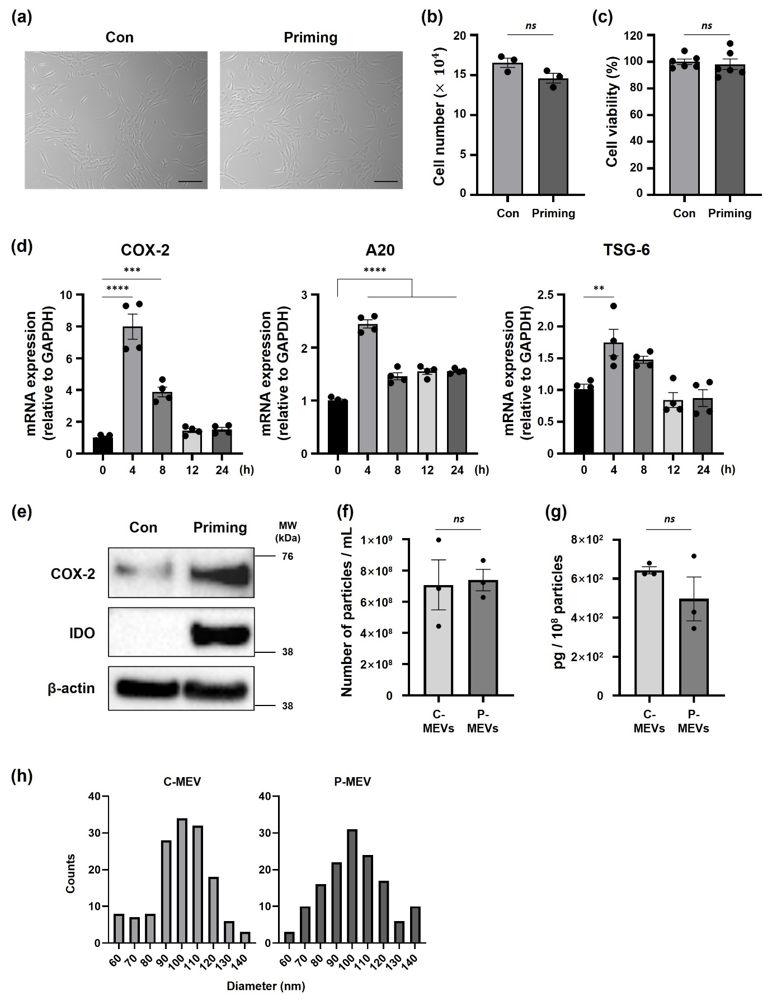 (a)
Con
Priming
(b)
ns
Cell number (× 10⁴)
20
15
10
5
0
Con
Priming
(c)
ns
Cell viability (%)
120
100
80
60
40
20
0
Con
Priming
(d)
COX-2
***
****
mRNA expression
(relative to GAPDH)
10
8
6
4
2
0
0 4 8 12 24 (h)
A20
****
mRNA expression
(relative to GAPDH)
3
2
1
0
0 4 8 12 24 (h)
TSG-6
**
mRNA expression
(relative to GAPDH)
2.5
2.0
1.5
1.0
0.5
0
0 4 8 12 24 (h)
(e)
Con
Priming
MW
(kDa)
COX-2
76
IDO
38
β-actin
38
(f)
ns
Number of particles / mL
1×10⁹
8×10⁸
6×10⁸
4×10⁸
2×10⁸
0
C-
MEVs
P-
MEVs
(g)
ns
pg / 10⁸ particles
8×10²
6×10²
4×10²
2×10²
0
C-
MEVs
P-
MEVs
(h)
C-MEV
Counts
40
30
20
10
0
60 70 80 90 100 110 120 130 140
P-MEV
40
30
20
10
0
60 70 80 90 100 110 120 130 140
Diameter (nm)